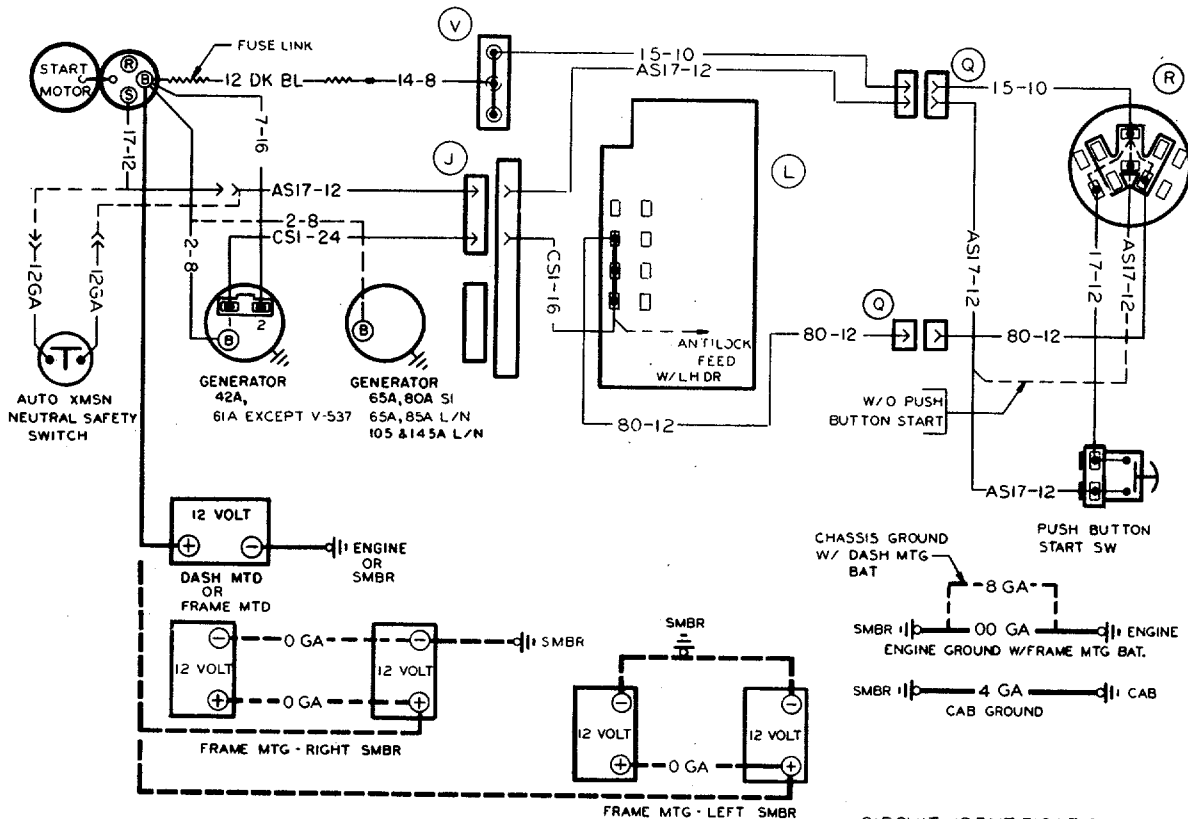 START
MOTOR
R
B
S
FUSE LINK
12 DK BL
14-8
V
15-10
AS17-12
Q
15-10
R
17-12
7-16
J
AS17-12
2-8
CS1-24
2-8
12GA
12GA
L
CS1-16
AS17-12
17-12
AS17-12
2
B
B
AUTO XMSN
NEUTRAL SAFETY
SWITCH
GENERATOR
42A,
61A EXCEPT V-537
GENERATOR
65A, 80A SI
65A, 85A L/N
105 & 145A L/N
ANTILOCK
FEED
W/LH DR
80-12
Q
80-12
80-12
W/O PUSH
BUTTON START
AS17-12
PUSH BUTTON
START SW
12 VOLT
+ −
DASH MTD
OR
FRAME MTD
ENGINE
OR
SMBR
CHASSIS GROUND
W/ DASH MTG
BAT
8 GA
SMBR 00 GA ENGINE
ENGINE GROUND W/FRAME MTG BAT.
SMBR 4 GA CAB
CAB GROUND
− 0 GA −
SMBR
12 VOLT 12 VOLT
+ 0 GA +
FRAME MTG - RIGHT SMBR
SMBR
− −
12 VOLT 12 VOLT
+ 0 GA +
FRAME MTG - LEFT SMBR